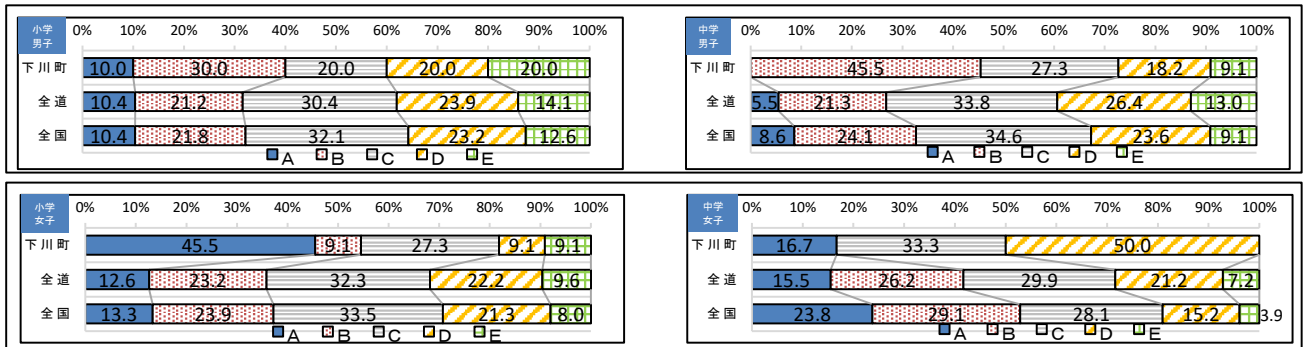 小学
男子
0% 10% 20% 30% 40% 50% 60% 70% 80% 90% 100%
下川町 10.0 30.0 20.0 20.0 20.0
全道 10.4 21.2 30.4 23.9 14.1
全国 10.4 21.8 32.1 23.2 12.6
A B C D E
中学
男子
0% 10% 20% 30% 40% 50% 60% 70% 80% 90% 100%
下川町 45.5 27.3 18.2 9.1
全道 5.5 21.3 33.8 26.4 13.0
全国 8.6 24.1 34.6 23.6 9.1
A B C D E
小学
女子
0% 10% 20% 30% 40% 50% 60% 70% 80% 90% 100%
下川町 45.5 9.1 27.3 9.1 9.1
全道 12.6 23.2 32.3 22.2 9.6
全国 13.3 23.9 33.5 21.3 8.0
A B C D E
中学
女子
0% 10% 20% 30% 40% 50% 60% 70% 80% 90% 100%
下川町 16.7 33.3 50.0
全道 15.5 26.2 29.9 21.2 7.2
全国 23.8 29.1 28.1 15.2 3.9
A B C D E